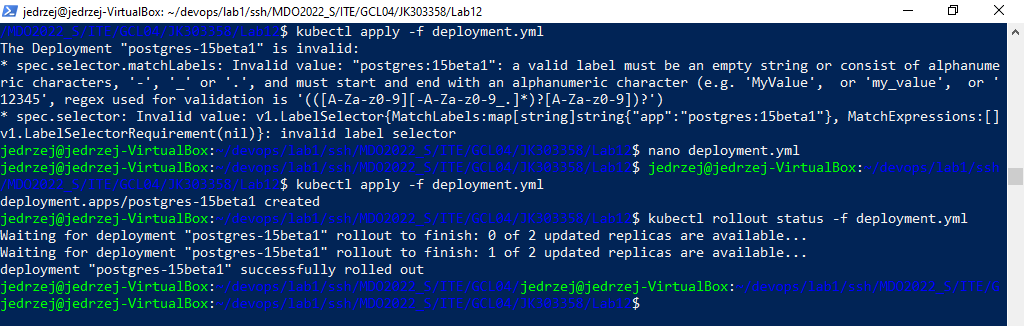 jedrzej@jedrzej-VirtualBox: ~/devops/lab1/ssh/MDO2022_S/ITE/GCL04/JK303358/Lab12
/MDO2022_S/ITE/GCL04/JK303358/Lab12$ kubectl apply -f deployment.yml
The Deployment "postgres-15beta1" is invalid:
* spec.selector.matchLabels: Invalid value: "postgres:15beta1": a valid label must be an empty string or consist of alphanume
ric characters, '-', '_' or '.', and must start and end with an alphanumeric character (e.g. 'MyValue',  or 'my_value',  or '
12345', regex used for validation is '(([A-Za-z0-9][-A-Za-z0-9_.]*)?[A-Za-z0-9])?')
* spec.selector: Invalid value: v1.LabelSelector{MatchLabels:map[string]string{"app":"postgres:15beta1"}, MatchExpressions:[]
v1.LabelSelectorRequirement(nil)}: invalid label selector
jedrzej@jedrzej-VirtualBox:~/devops/lab1/ssh/MDO2022_S/ITE/GCL04/JK303358/Lab12$ nano deployment.yml
jedrzej@jedrzej-VirtualBox:~/devops/lab1/ssh/MDO2022_S/ITE/GCL04/JK303358/Lab12$ jedrzej@jedrzej-VirtualBox:~/devops/lab1/ssh
/MDO2022_S/ITE/GCL04/JK303358/Lab12$ kubectl apply -f deployment.yml
deployment.apps/postgres-15beta1 created
jedrzej@jedrzej-VirtualBox:~/devops/lab1/ssh/MDO2022_S/ITE/GCL04/JK303358/Lab12$ kubectl rollout status -f deployment.yml
Waiting for deployment "postgres-15beta1" rollout to finish: 0 of 2 updated replicas are available...
Waiting for deployment "postgres-15beta1" rollout to finish: 1 of 2 updated replicas are available...
deployment "postgres-15beta1" successfully rolled out
jedrzej@jedrzej-VirtualBox:~/devops/lab1/ssh/MDO2022_S/ITE/GCL04/jedrzej@jedrzej-VirtualBox:~/devops/lab1/ssh/MDO2022_S/ITE/G
jedrzej@jedrzej-VirtualBox:~/devops/lab1/ssh/MDO2022_S/ITE/GCL04/JK303358/Lab12$